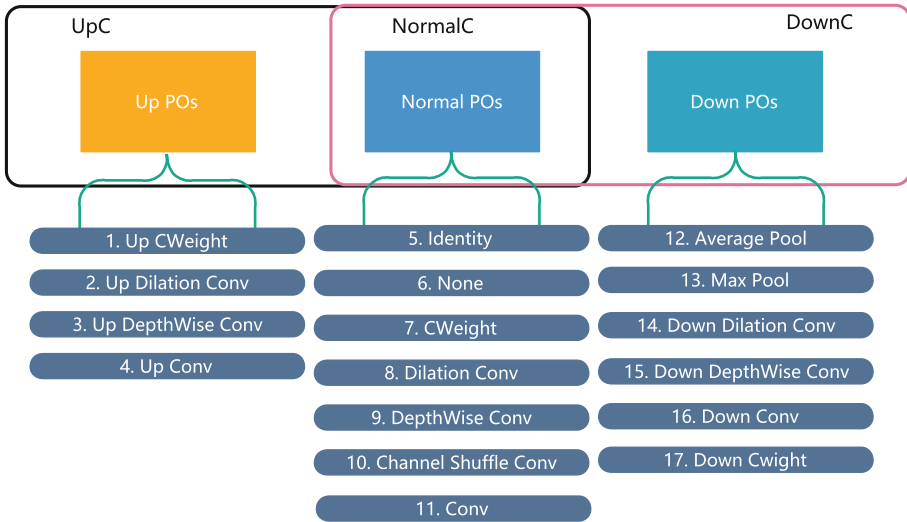 UpC
NormalC
DownC
Up POs
Normal POs
Down POs
1. Up CWeight
2. Up Dilation Conv
3. Up DepthWise Conv
4. Up Conv
5. Identity
6. None
7. CWeight
8. Dilation Conv
9. DepthWise Conv
10. Channel Shuffle Conv
11. Conv
12. Average Pool
13. Max Pool
14. Down Dilation Conv
15. Down DepthWise Conv
16. Down Conv
17. Down Cwight